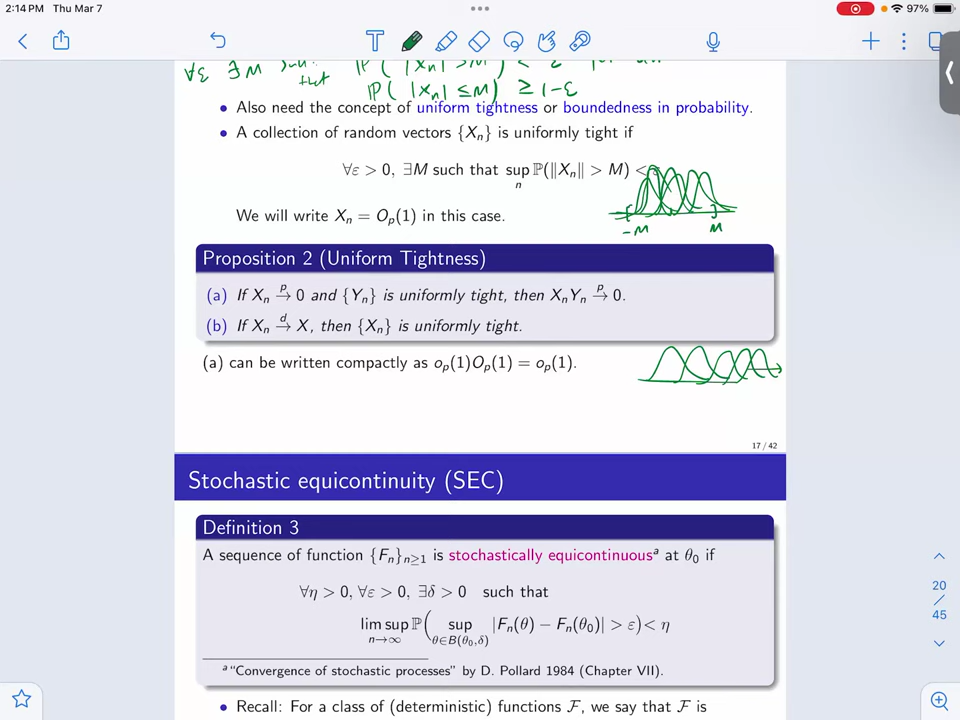 2:14 PM Thu Mar 7
97%
∀ε ∃M such that P( |Xn| > M) < ε for all
P( |Xn| ≤ M) ≥ 1-ε
• Also need the concept of uniform tightness or boundedness in probability.
• A collection of random vectors {Xₙ} is uniformly tight if
∀ε > 0, ∃M such that sup P(‖Xₙ‖ > M) <
n
We will write Xₙ = Oₚ(1) in this case.
-M M
Proposition 2 (Uniform Tightness)
(a) If Xₙ →ᵖ 0 and {Yₙ} is uniformly tight, then XₙYₙ →ᵖ 0.
(b) If Xₙ →ᵈ X, then {Xₙ} is uniformly tight.
(a) can be written compactly as oₚ(1)Oₚ(1) = oₚ(1).
17 / 42
Stochastic equicontinuity (SEC)
Definition 3
A sequence of function {Fₙ}ₙ≥₁ is stochastically equicontinuousᵃ at θ₀ if
∀η > 0, ∀ε > 0, ∃δ > 0 such that
lim sup P( sup |Fₙ(θ) − Fₙ(θ₀)| > ε) < η
n→∞ θ∈B(θ₀,δ)
ᵃ"Convergence of stochastic processes" by D. Pollard 1984 (Chapter VII).
• Recall: For a class of (deterministic) functions F, we say that F is
20
/
45